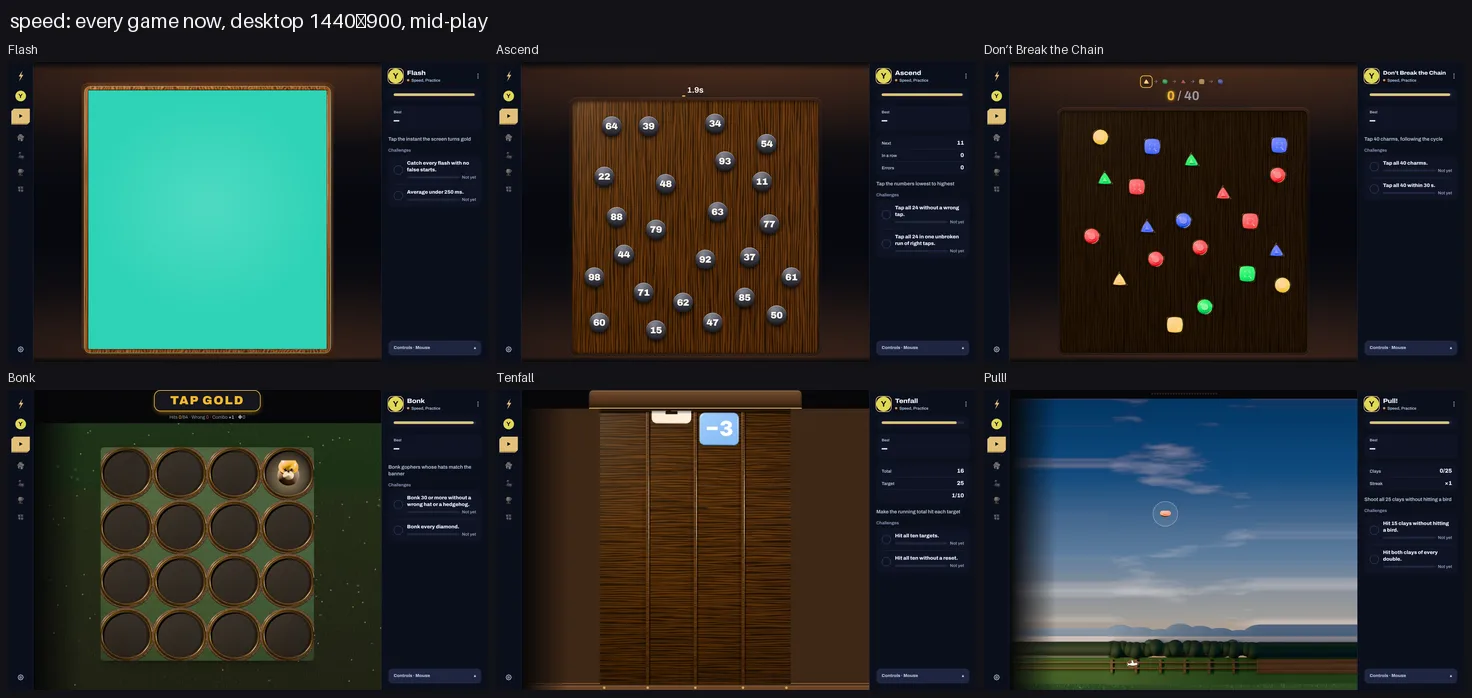 speed: every game now, desktop 1440▯900, mid-play
Flash
Y
Flash
Speed. Practice
Best
—
Tap the instant the screen turns gold
Challenges
Catch every flash with no
false starts.
Not yet
Average under 250 ms.
Not yet
Controls · Mouse
Ascend
1.9s
64
39
34
54
93
22
48
11
88
63
79
77
44
92
37
98
61
71
62
85
60
15
47
50
Y
Ascend
Speed. Practice
Best
—
Next
11
In a row
0
Errors
0
Tap the numbers lowest to highest
Challenges
Tap all 24 without a wrong
tap.
Not yet
Tap all 24 in one unbroken
run of right taps.
Not yet
Controls · Mouse
Don't Break the Chain
0 / 40
Y
Don't Break the Chain
Speed. Practice
Best
—
Tap 40 charms, following the cycle
Challenges
Tap all 40 charms.
Not yet
Tap all 40 within 30 s.
Not yet
Controls · Mouse
Bonk
TAP GOLD
Y
Bonk
Speed. Practice
Best
—
Bonk gophers whose hats match the
banner
Challenges
Bonk 30 or more without a
wrong hat or a hedgehog.
Not yet
Bonk every diamond.
Not yet
Controls · Mouse
Tenfall
−3
Y
Tenfall
Speed. Practice
Best
—
Total
16
Target
25
1/10
Make the running total hit each target
Challenges
Hit all ten targets.
Not yet
Hit all ten without a reset.
Not yet
Controls · Mouse
Pull!
Y
Pull!
Speed. Practice
Best
—
Clays
0/25
Streak
×1
Shoot all 25 clays without hitting a bird
Challenges
Hit 15 clays without hitting
a bird.
Not yet
Hit both clays of every
double.
Not yet
Controls · Mouse